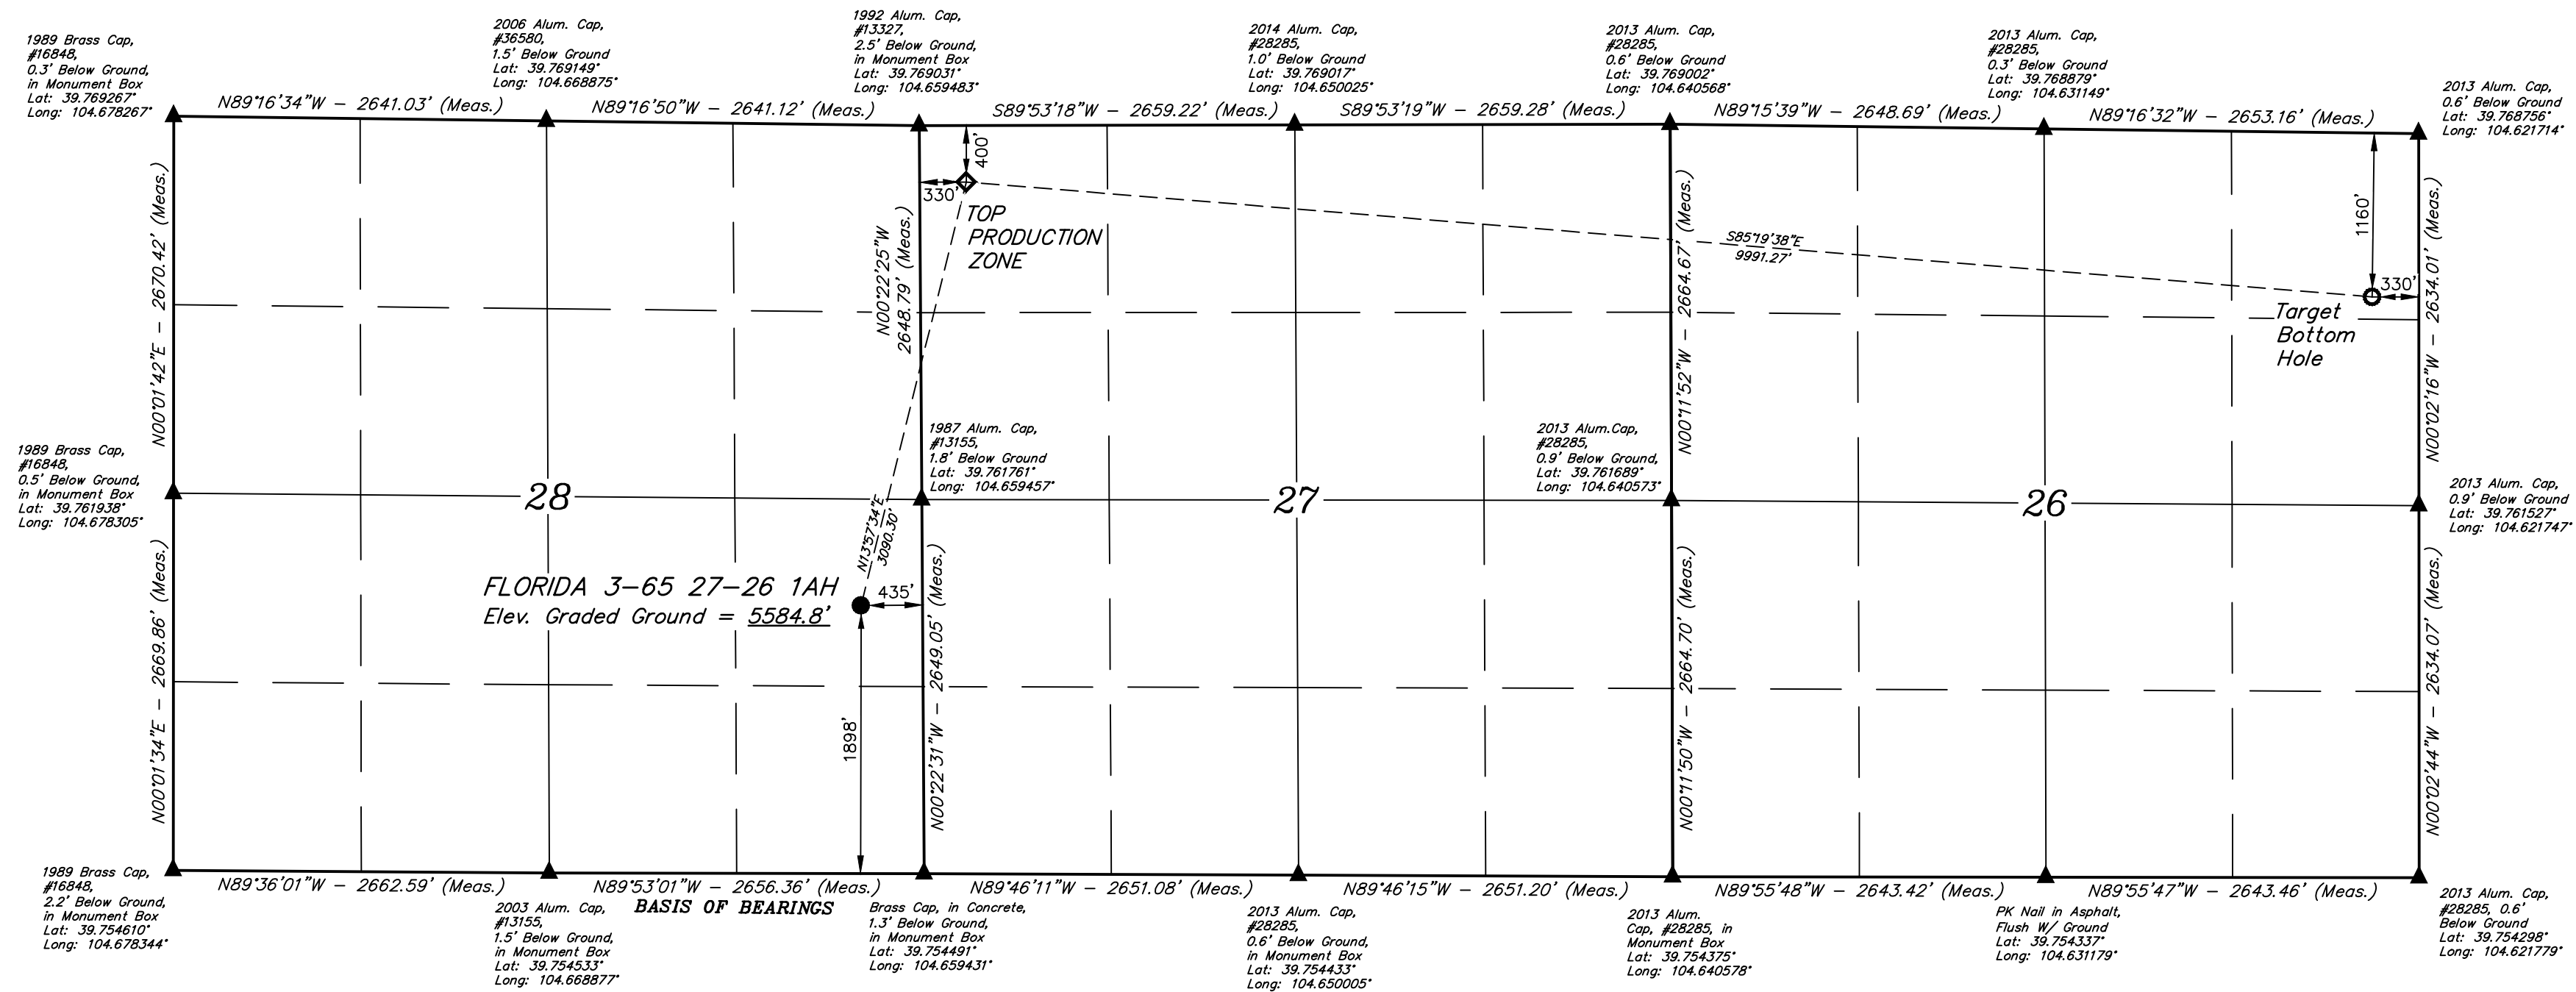 1989 Brass Cap,
#16848,
0.3' Below Ground,
in Monument Box
Lat: 39.769267°
Long: 104.678267°
2006 Alum. Cap,
#36580,
1.5' Below Ground
Lat: 39.769149°
Long: 104.668875°
1992 Alum. Cap,
#13327,
2.5' Below Ground,
in Monument Box
Lat: 39.769031°
Long: 104.659483°
2014 Alum. Cap,
#28285,
1.0' Below Ground
Lat: 39.769017°
Long: 104.650025°
2013 Alum. Cap,
#28285,
0.6' Below Ground
Lat: 39.769002°
Long: 104.640568°
2013 Alum. Cap,
#28285,
0.3' Below Ground
Lat: 39.768879°
Long: 104.631149°
2013 Alum. Cap,
0.6' Below Ground
Lat: 39.768756°
Long: 104.621714°
N89°16'34"W - 2641.03' (Meas.)
N89°16'50"W - 2641.12' (Meas.)
S89°53'18"W - 2659.22' (Meas.)
S89°53'19"W - 2659.28' (Meas.)
N89°15'39"W - 2648.69' (Meas.)
N89°16'32"W - 2653.16' (Meas.)
N00°01'42"E - 2670.42' (Meas.)
400'
330'
TOP
PRODUCTION
ZONE
N00°22'25"W
2648.79' (Meas.)
S85°19'38"E
9991.27'
N00°11'52"W - 2664.67' (Meas.)
1160'
330'
Target
Bottom
Hole
N00°02'16"W - 2634.01' (Meas.)
1989 Brass Cap,
#16848,
0.5' Below Ground,
in Monument Box
Lat: 39.761938°
Long: 104.678305°
28
1987 Alum. Cap,
#13155,
1.8' Below Ground
Lat: 39.761761°
Long: 104.659457°
27
2013 Alum.Cap,
#28285,
0.9' Below Ground,
Lat: 39.761689°
Long: 104.640573°
26
2013 Alum. Cap,
0.9' Below Ground
Lat: 39.761527°
Long: 104.621747°
N13°57'34"E
3090.30'
FLORIDA 3-65 27-26 1AH
Elev. Graded Ground = 5584.8'
435'
1898'
N00°01'34"E - 2669.86' (Meas.)
N00°22'31"W - 2649.05' (Meas.)
N00°11'50"W - 2664.70' (Meas.)
N00°02'44"W - 2634.07' (Meas.)
N89°36'01"W - 2662.59' (Meas.)
N89°53'01"W - 2656.36' (Meas.)
BASIS OF BEARINGS
N89°46'11"W - 2651.08' (Meas.)
N89°46'15"W - 2651.20' (Meas.)
N89°55'48"W - 2643.42' (Meas.)
N89°55'47"W - 2643.46' (Meas.)
1989 Brass Cap,
#16848,
2.2' Below Ground,
in Monument Box
Lat: 39.754610°
Long: 104.678344°
2003 Alum. Cap,
#13155,
1.5' Below Ground,
in Monument Box
Lat: 39.754533°
Long: 104.668877°
Brass Cap, in Concrete,
1.3' Below Ground,
in Monument Box
Lat: 39.754491°
Long: 104.659431°
2013 Alum. Cap,
#28285,
0.6' Below Ground,
in Monument Box
Lat: 39.754433°
Long: 104.650005°
2013 Alum.
Cap, #28285, in
Monument Box
Lat: 39.754375°
Long: 104.640578°
PK Nail in Asphalt,
Flush W/ Ground
Lat: 39.754337°
Long: 104.631179°
2013 Alum. Cap,
#28285, 0.6'
Below Ground
Lat: 39.754298°
Long: 104.621779°